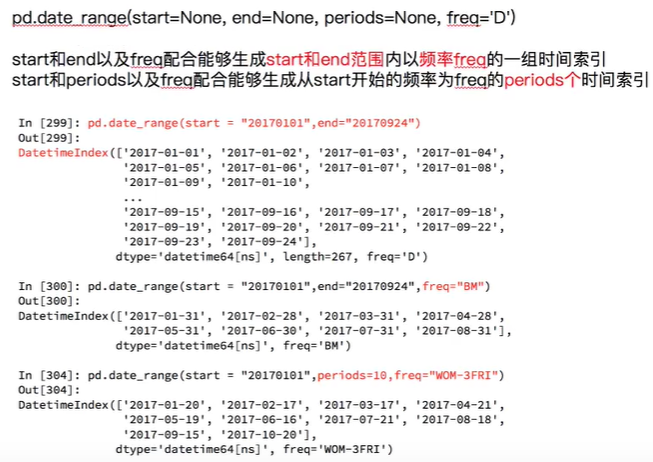 pd.date_range(start=None, end=None, periods=None, freq='D')
start和end以及freq配合能够生成start和end范围内以频率freq的一组时间索引
start和periods以及freq配合能够生成从start开始的频率为freq的periods个时间索引
In [299]: pd.date_range(start = "20170101",end="20170924")
Out[299]:
DatetimeIndex(['2017-01-01', '2017-01-02', '2017-01-03', '2017-01-04',
'2017-01-05', '2017-01-06', '2017-01-07', '2017-01-08',
'2017-01-09', '2017-01-10',
...
'2017-09-15', '2017-09-16', '2017-09-17', '2017-09-18',
'2017-09-19', '2017-09-20', '2017-09-21', '2017-09-22',
'2017-09-23', '2017-09-24'],
dtype='datetime64[ns]', length=267, freq='D')
In [300]: pd.date_range(start = "20170101",end="20170924",freq="BM")
Out[300]:
DatetimeIndex(['2017-01-31', '2017-02-28', '2017-03-31', '2017-04-28',
'2017-05-31', '2017-06-30', '2017-07-31', '2017-08-31'],
dtype='datetime64[ns]', freq='BM')
In [304]: pd.date_range(start = "20170101",periods=10,freq="WOM-3FRI")
Out[304]:
DatetimeIndex(['2017-01-20', '2017-02-17', '2017-03-17', '2017-04-21',
'2017-05-19', '2017-06-16', '2017-07-21', '2017-08-18',
'2017-09-15', '2017-10-20'],
dtype='datetime64[ns]', freq='WOM-3FRI')